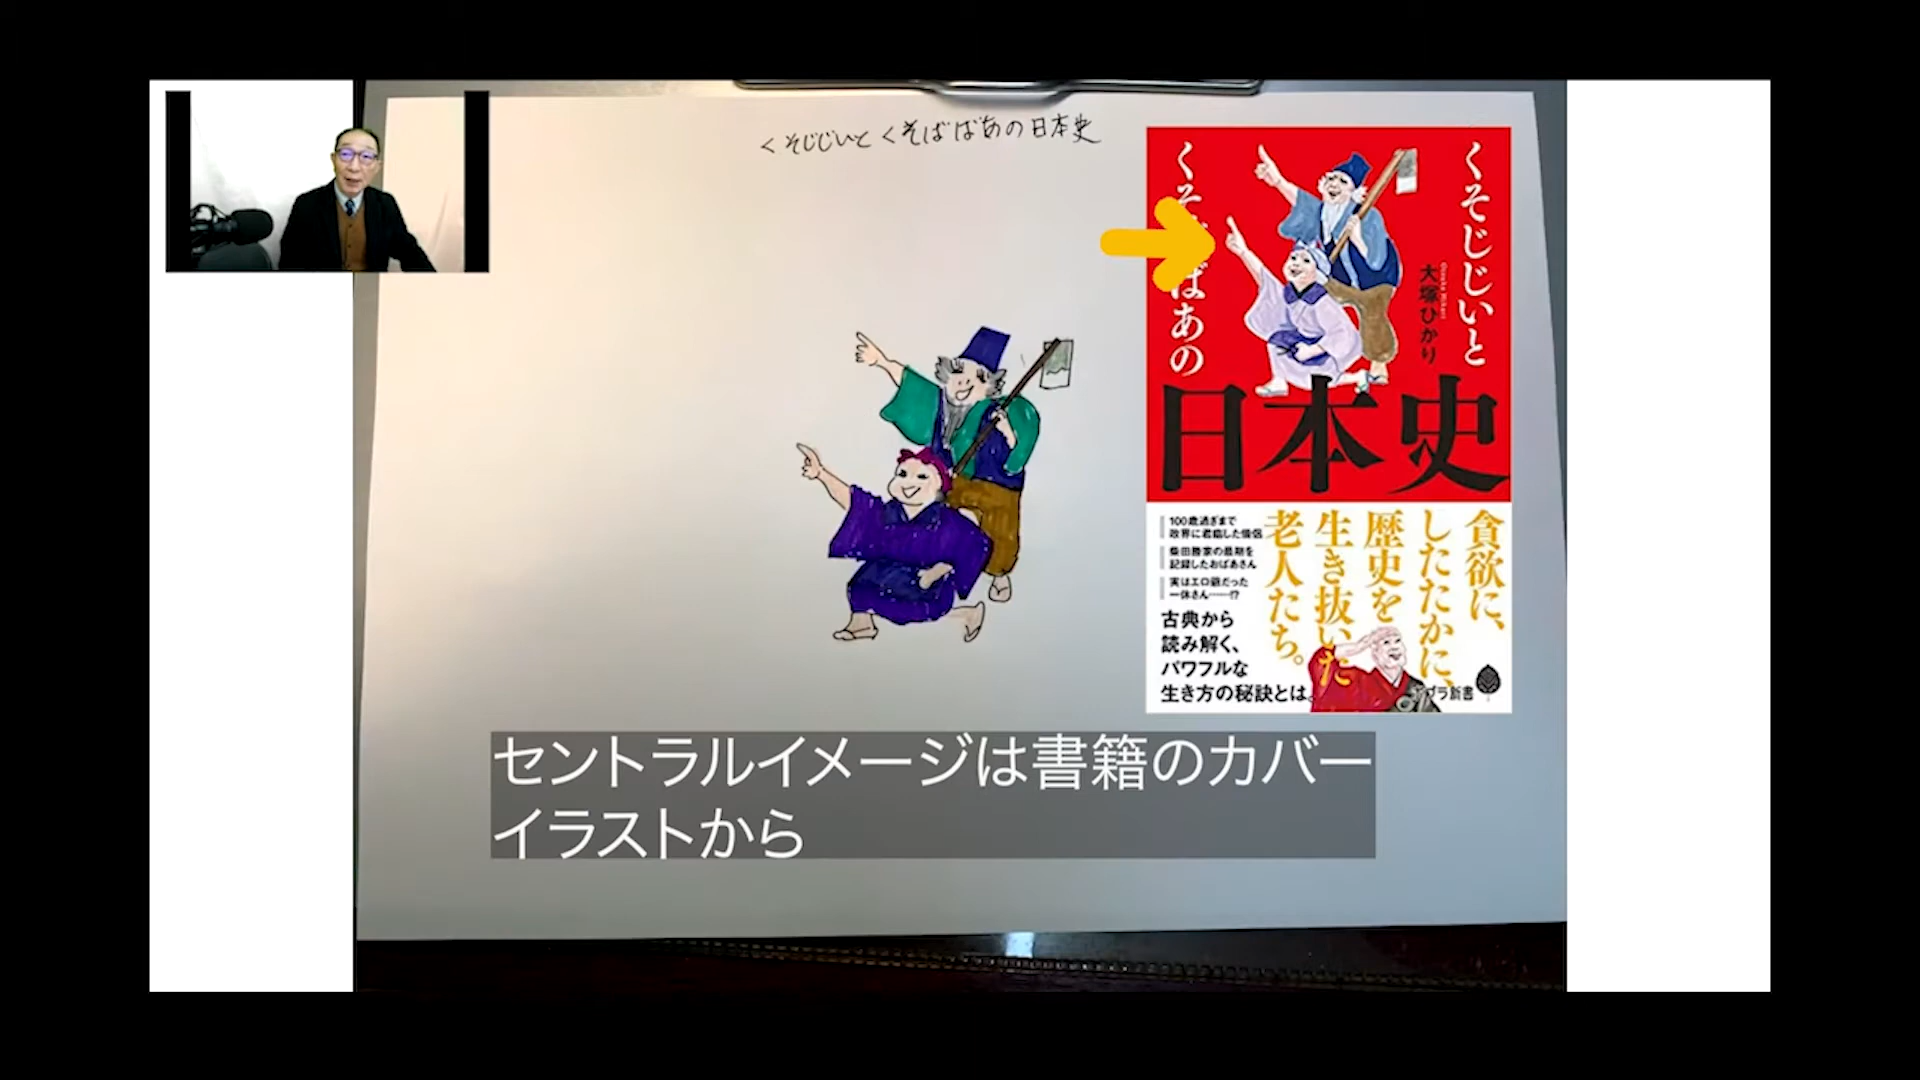 くそじじいとくそばばあの日本史
くそじじいと
くそ
ばあの
日本史
大塚ひかり
貪欲に、
したたかに、
歴史を
生き抜いた
老人たち。
100歳過ぎまで
政界に君臨した僧侶
柴田勝家の最期を
記録したおばあさん
実はエロ爺だった
一休さん……!?
古典から
読み解く、
パワフルな
生き方の秘訣とは。
ポプラ新書
セントラルイメージは書籍のカバー
イラストから